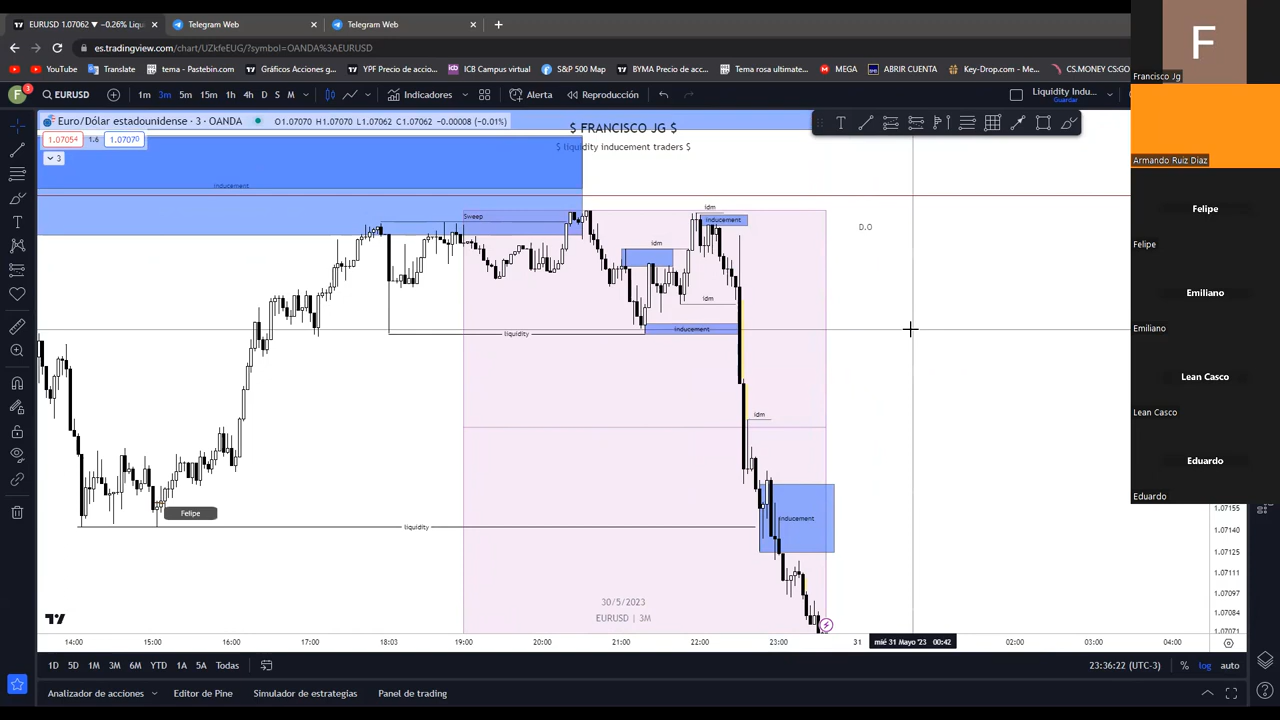 EURUSD 1.07062 ▼ −0.26% Liqui
Telegram Web
Telegram Web
es.tradingview.com/chart/UZkfeEUG/?symbol=OANDA%3AEURUSD
YouTube
Translate
tema - Pastebin.com
Gráficos Acciones g...
YPF Precio de acc...
ICB Campus virtual
S&P 500 Map
BYMA Precio de ac...
Tema rosa ultimate...
MEGA
ABRIR CUENTA
Key-Drop.com - Me...
CS.MONEY CS:GO
F 3
EURUSD
1m 3m 5m 15m 1h 4h D S M
Indicadores
Alerta
Reproducción
Liquidity Indu...
Guardar
Euro/Dólar estadounidense · 3 · OANDA
O1.07070 H1.07070 L1.07062 C1.07062 −0.00008 (−0.01%)
1.07054 1.6 1.07070
3
$ FRANCISCO JG $
$ liquidity inducement traders $
inducement
Sweep
idm
inducement
D.O
idm
idm
inducement
liquidity
idm
inducement
Felipe
liquidity
30/5/2023
EURUSD | 3M
1.07155
1.07140
1.07125
1.07111
1.07097
1.07084
1.07071
14:00 15:00 16:00 17:00 18:03 19:00 20:00 21:00 22:00 23:00 31 mié 31 Mayo '23 00:42 02:00 03:00 04:00
1D 5D 1M 3M 6M YTD 1A 5A Todas
23:36:22 (UTC-3) % log auto
Analizador de acciones
Editor de Pine
Simulador de estrategias
Panel de trading
F
Francisco Jg
Armando Ruiz Diaz
Felipe
Felipe
Emiliano
Emiliano
Lean Casco
Lean Casco
Eduardo
Eduardo